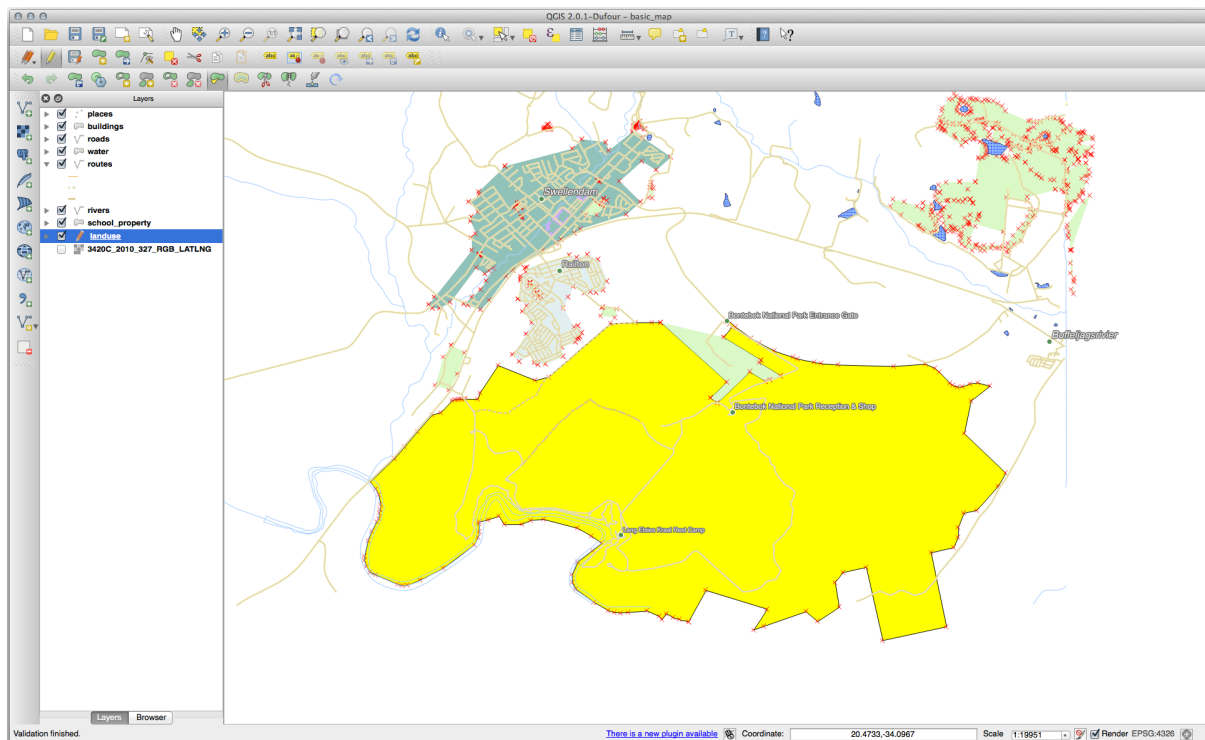 QGIS 2.0.1-Dufour - basic_map
Layers
places
buildings
roads
water
routes
rivers
school_property
landuse
3420C_2010_327_RGB_LATLNG
Swellendam
Railton
Bontebok National Park Entrance Gate
Buffeljagsrivier
Bontebok National Park Reception & Shop
Lang Elsies Kraal Rest Camp
Layers Browser
Validation finished.
There is a new plugin available
Coordinate: 20.4733,-34.0967
Scale 1:19951
Render EPSG:4326